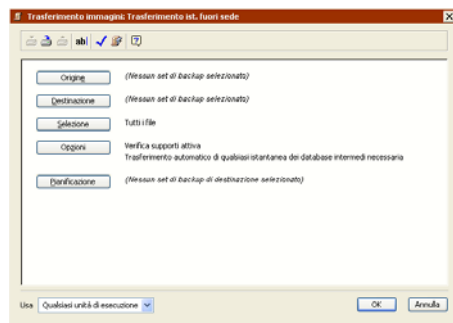 Trasferimento immagini: Trasferimento ist. fuori sede
abl
Origine (Nessun set di backup selezionato)
Destinazione (Nessun set di backup selezionato)
Selezione Tutti i file
Opzioni Verifica supporti attiva
Trasferimento automatico di qualsiasi istantanea dei database intermedi necessaria
Pianificazione (Nessun set di backup di destinazione selezionato)
Usa Qualsiasi unità di esecuzione OK Annulla